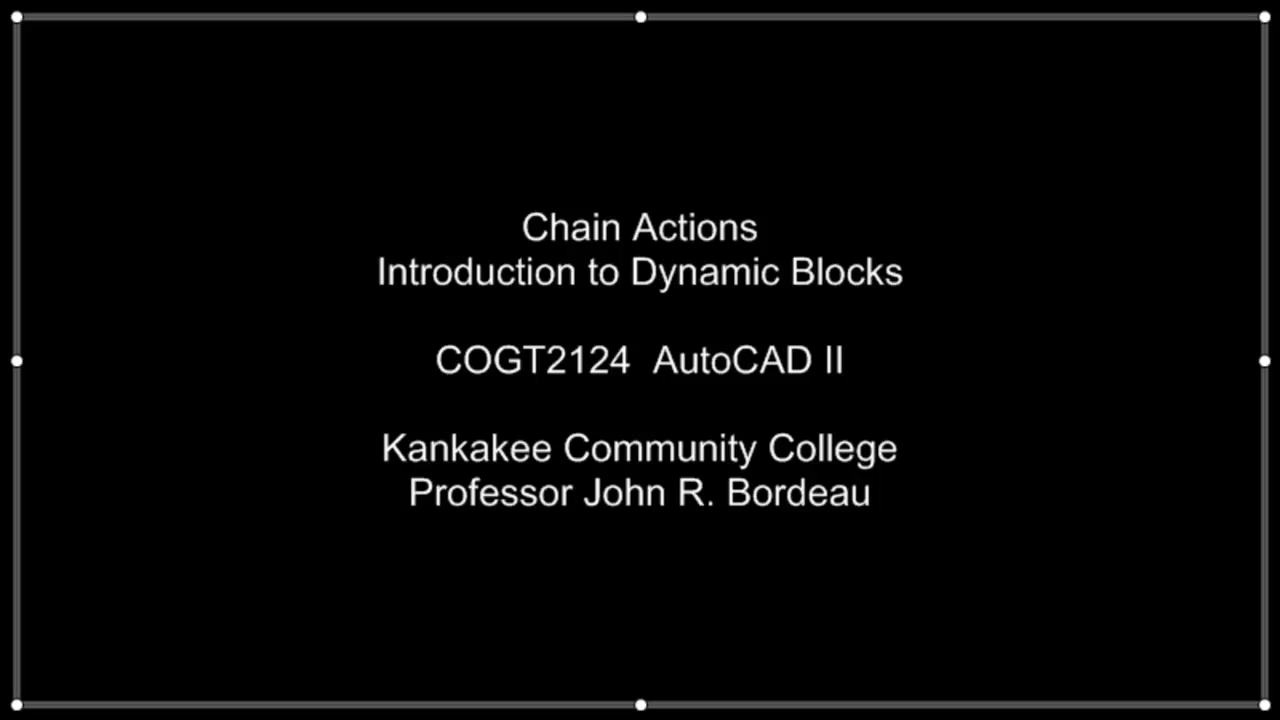 Chain Actions
Introduction to Dynamic Blocks
COGT2124  AutoCAD II
Kankakee Community College
Professor John R. Bordeau